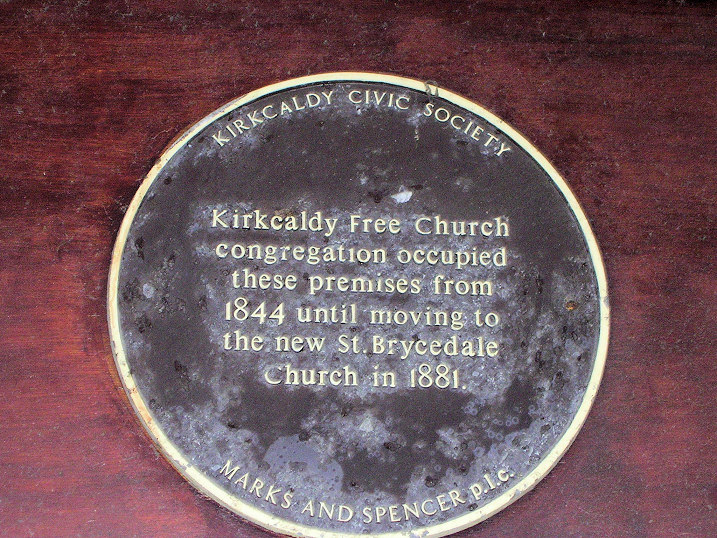 KIRKCALDY CIVIC SOCIETY
Kirkcaldy Free Church
congregation occupied
these premises from
1844 until moving to
the new St. Brycedale
Church in 1881.
MARKS AND SPENCER p.l.c.